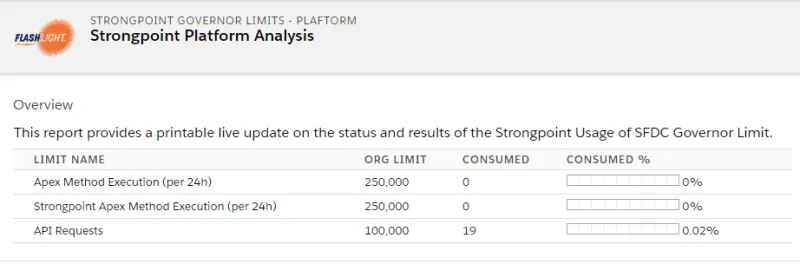 STRONGPOINT GOVERNOR LIMITS - PLAFTORM
FLASHLIGHT
Strongpoint Platform Analysis
Overview
This report provides a printable live update on the status and results of the Strongpoint Usage of SFDC Governor Limit.
LIMIT NAME ORG LIMIT CONSUMED CONSUMED %
Apex Method Execution (per 24h) 250,000 0 0%
Strongpoint Apex Method Execution (per 24h) 250,000 0 0%
API Requests 100,000 19 0.02%